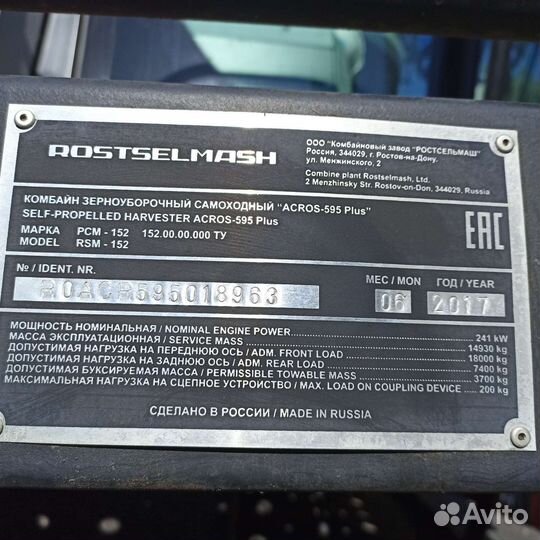 ROSTSELMASH
ООО "Комбайновый завод "РОСТСЕЛЬМАШ"
Россия, 344029, г. Ростов-на-Дону.
ул. Менжинского 2
Combine plant Rostselmash, Ltd.
2 Menzhinsky Str. Rostov-on-Don, 344029, Russia
КОМБАЙН ЗЕРНОУБОРОЧНЫЙ САМОХОДНЫЙ "ACROS-595 Plus"
SELF-PROPELLED HARVESTER ACROS-595 Plus
МАРКА РСМ - 152 152.00.00.000 ТУ
MODEL RSM - 152
EAC
№ / IDENT. NR.
R0ACR595018963
МЕС / MON
06
ГОД / YEAR
2017
МОЩНОСТЬ НОМИНАЛЬНАЯ / NOMINAL ENGINE POWER 241 kW
МАССА ЭКСПЛУАТАЦИОННАЯ / SERVICE MASS 14930 kg
ДОПУСТИМАЯ НАГРУЗКА НА ПЕРЕДНЮЮ ОСЬ / ADM. FRONT LOAD 18000 kg
ДОПУСТИМАЯ НАГРУЗКА НА ЗАДНЮЮ ОСЬ / ADM. REAR LOAD 7400 kg
ДОПУСТИМАЯ БУКСИРУЕМАЯ МАССА / PERMISSIBLE TOWABLE MASS 3700 kg
МАКСИМАЛЬНАЯ НАГРУЗКА НА СЦЕПНОЕ УСТРОЙСТВО / MAX. LOAD ON COUPLING DEVICE 200 kg
СДЕЛАНО В РОССИИ / MADE IN RUSSIA
Avito